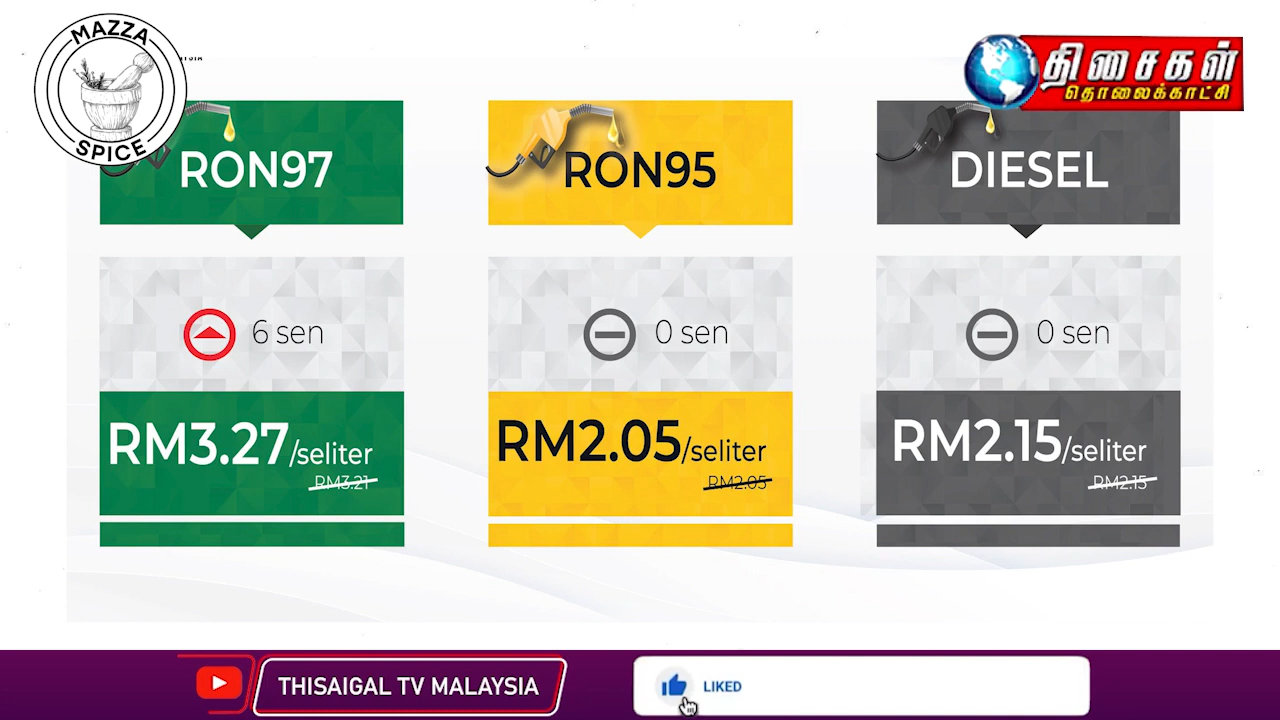 MAZZA
SPICE
திசைகள்
தொலைக்காட்சி
RON97
RON95
DIESEL
6 sen
0 sen
0 sen
RM3.27/seliter
RM3.21
RM2.05/seliter
RM2.05
RM2.15/seliter
RM2.15
THISAIGAL TV MALAYSIA
LIKED